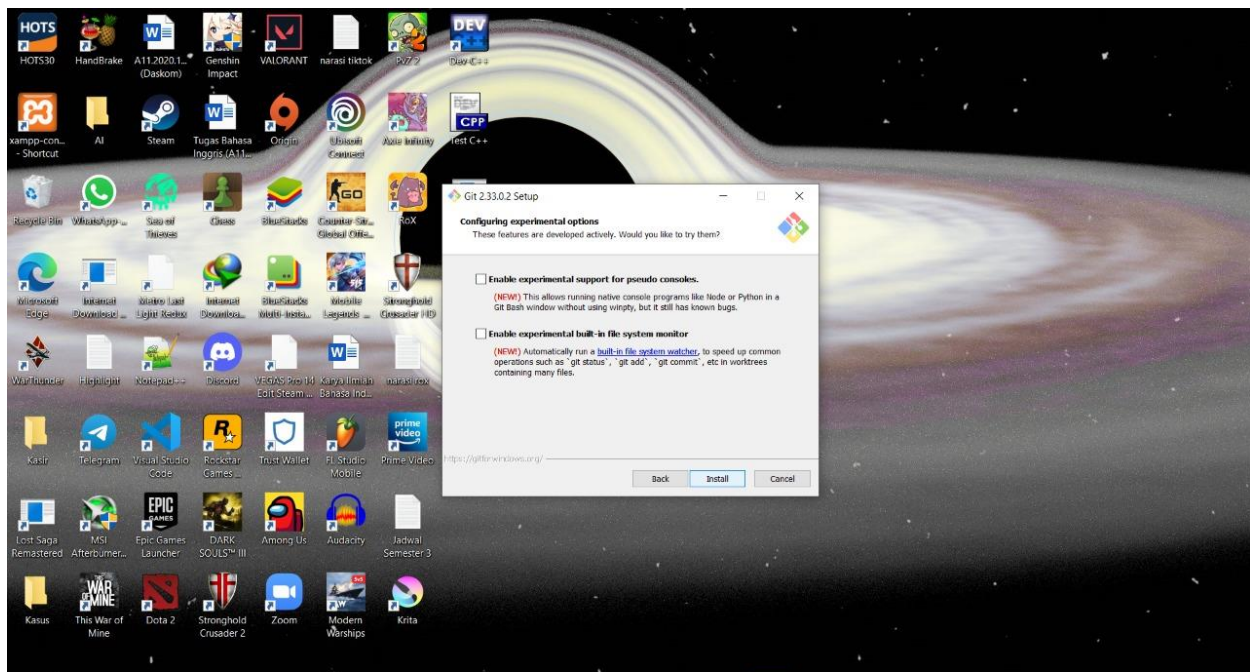 HOTS
HOTS30
HandBrake
A11.2020.1...
(Daskom)
Genshin
Impact
VALORANT
narasi tiktok
PvZ 2
DEV
Dev-C++
xampp-con...
- Shortcut
AI
Steam
Tugas Bahasa
Inggris (A11...
Origin
Ubisoft
Connect
Axie Infinity
CPP
Test C++
Recycle Bin
WhatsApp -...
Sea of
Thieves
Chess
BlueStacks
GO
Counter-Str...
Global Offe...
RoX
Microsoft
Edge
Internet
Download ...
Metro Last
Light Redux
Internet
Downloa...
BlueStacks
Multi-Insta...
Mobile
Legends ...
Stronghold
Crusader HD
WarThunder
Highlight
Notepad++
Discord
VEGAS Pro 14
Edit Steam ...
Karya Ilmiah
Bahasa Ind...
narasi rox
Kasir
Telegram
Visual Studio
Code
Rockstar
Games ...
Trust Wallet
FL Studio
Mobile
prime
video
Prime Video
Lost Saga
Remastered
MSI
Afterburner...
EPIC
GAMES
Epic Games
Launcher
DARK
SOULS™ III
Among Us
Audacity
Jadwal
Semester 3
Kasus
THE
WAR
OF MINE
This War of
Mine
Dota 2
Stronghold
Crusader 2
Zoom
Modern
Warships
Krita
Git 2.33.0.2 Setup
Configuring experimental options
These features are developed actively. Would you like to try them?
Enable experimental support for pseudo consoles.
(NEW!) This allows running native console programs like Node or Python in a
Git Bash window without using winpty, but it still has known bugs.
Enable experimental built-in file system monitor
(NEW!) Automatically run a built-in file system watcher, to speed up common
operations such as `git status`, `git add`, `git commit`, etc in worktrees
containing many files.
https://gitforwindows.org/
Back
Install
Cancel